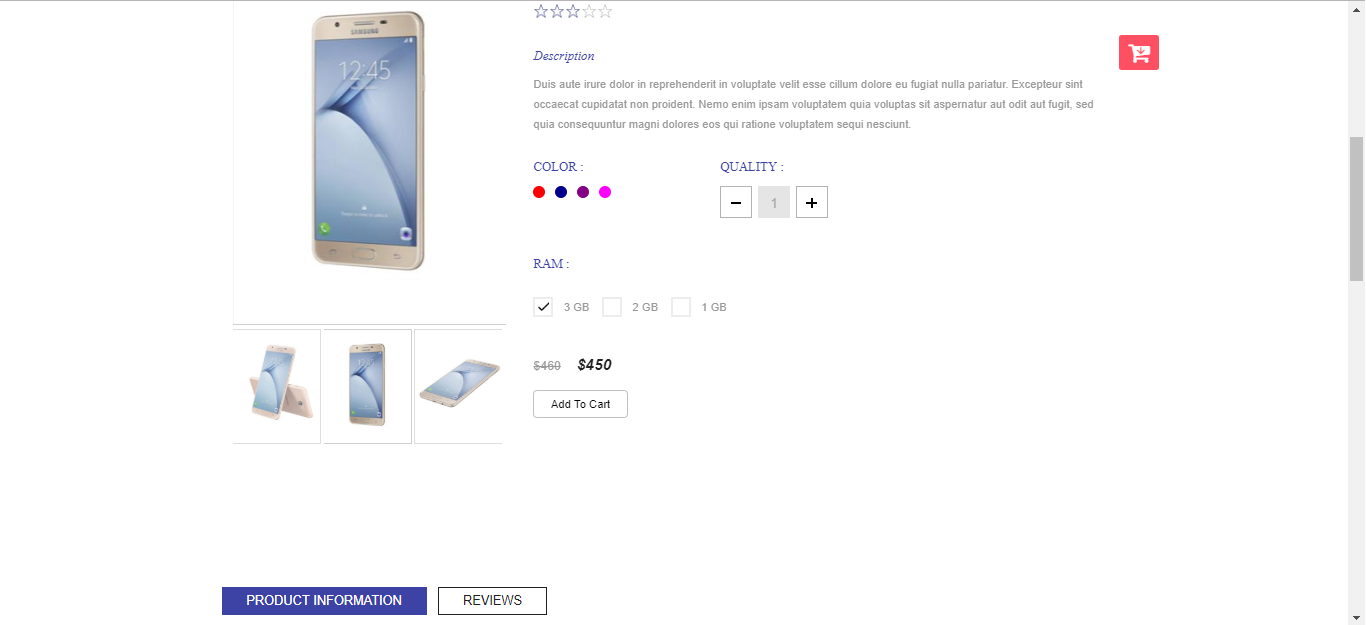 SAMSUNG
12:45
Description
Duis aute irure dolor in reprehenderit in voluptate velit esse cillum dolore eu fugiat nulla pariatur. Excepteur sint
occaecat cupidatat non proident. Nemo enim ipsam voluptatem quia voluptas sit aspernatur aut odit aut fugit, sed
quia consequuntur magni dolores eos qui ratione voluptatem sequi nesciunt.
COLOR :
QUALITY :
1
RAM :
3 GB 2 GB 1 GB
$460 $450
Add To Cart
PRODUCT INFORMATION
REVIEWS